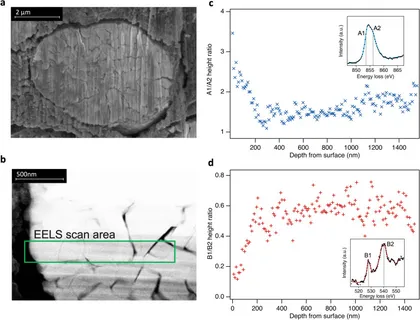 a
2 µm
b
500nm
EELS scan area
c
A1/A2 height ratio
4
3
2
1
200 400 600 800 1000 1200 1400
Depth from surface (nm)
Intensity (a.u.)
A1 A2
850 855 860 865
Energy loss (eV)
d
B1/B2 height ratio
0.8
0.6
0.4
0.2
0.0
0 200 400 600 800 1000 1200 1400
Depth from surface (nm)
Intensity (a.u.)
B1 B2
520 530 540 550
Energy loss (eV)